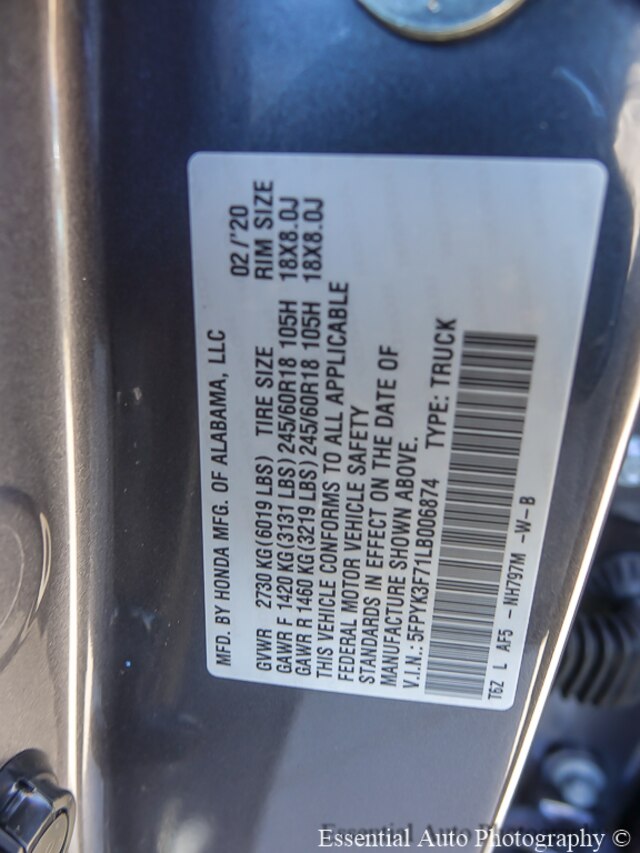 MFD. BY HONDA MFG. OF ALABAMA, LLC 02/'20
GVWR 2730 KG (6019 LBS) TIRE SIZE RIM SIZE
GAWR F 1420 KG (3131 LBS) 245/60R18 105H 18X8.0J
GAWR R 1460 KG (3219 LBS) 245/60R18 105H 18X8.0J
THIS VEHICLE CONFORMS TO ALL APPLICABLE
FEDERAL MOTOR VEHICLE SAFETY
STANDARDS IN EFFECT ON THE DATE OF
MANUFACTURE SHOWN ABOVE.
V.I.N.: 5FPYK3F71LB006874 TYPE: TRUCK
T6Z L AF5 - NH797M -W-B
Essential Auto Photography ©